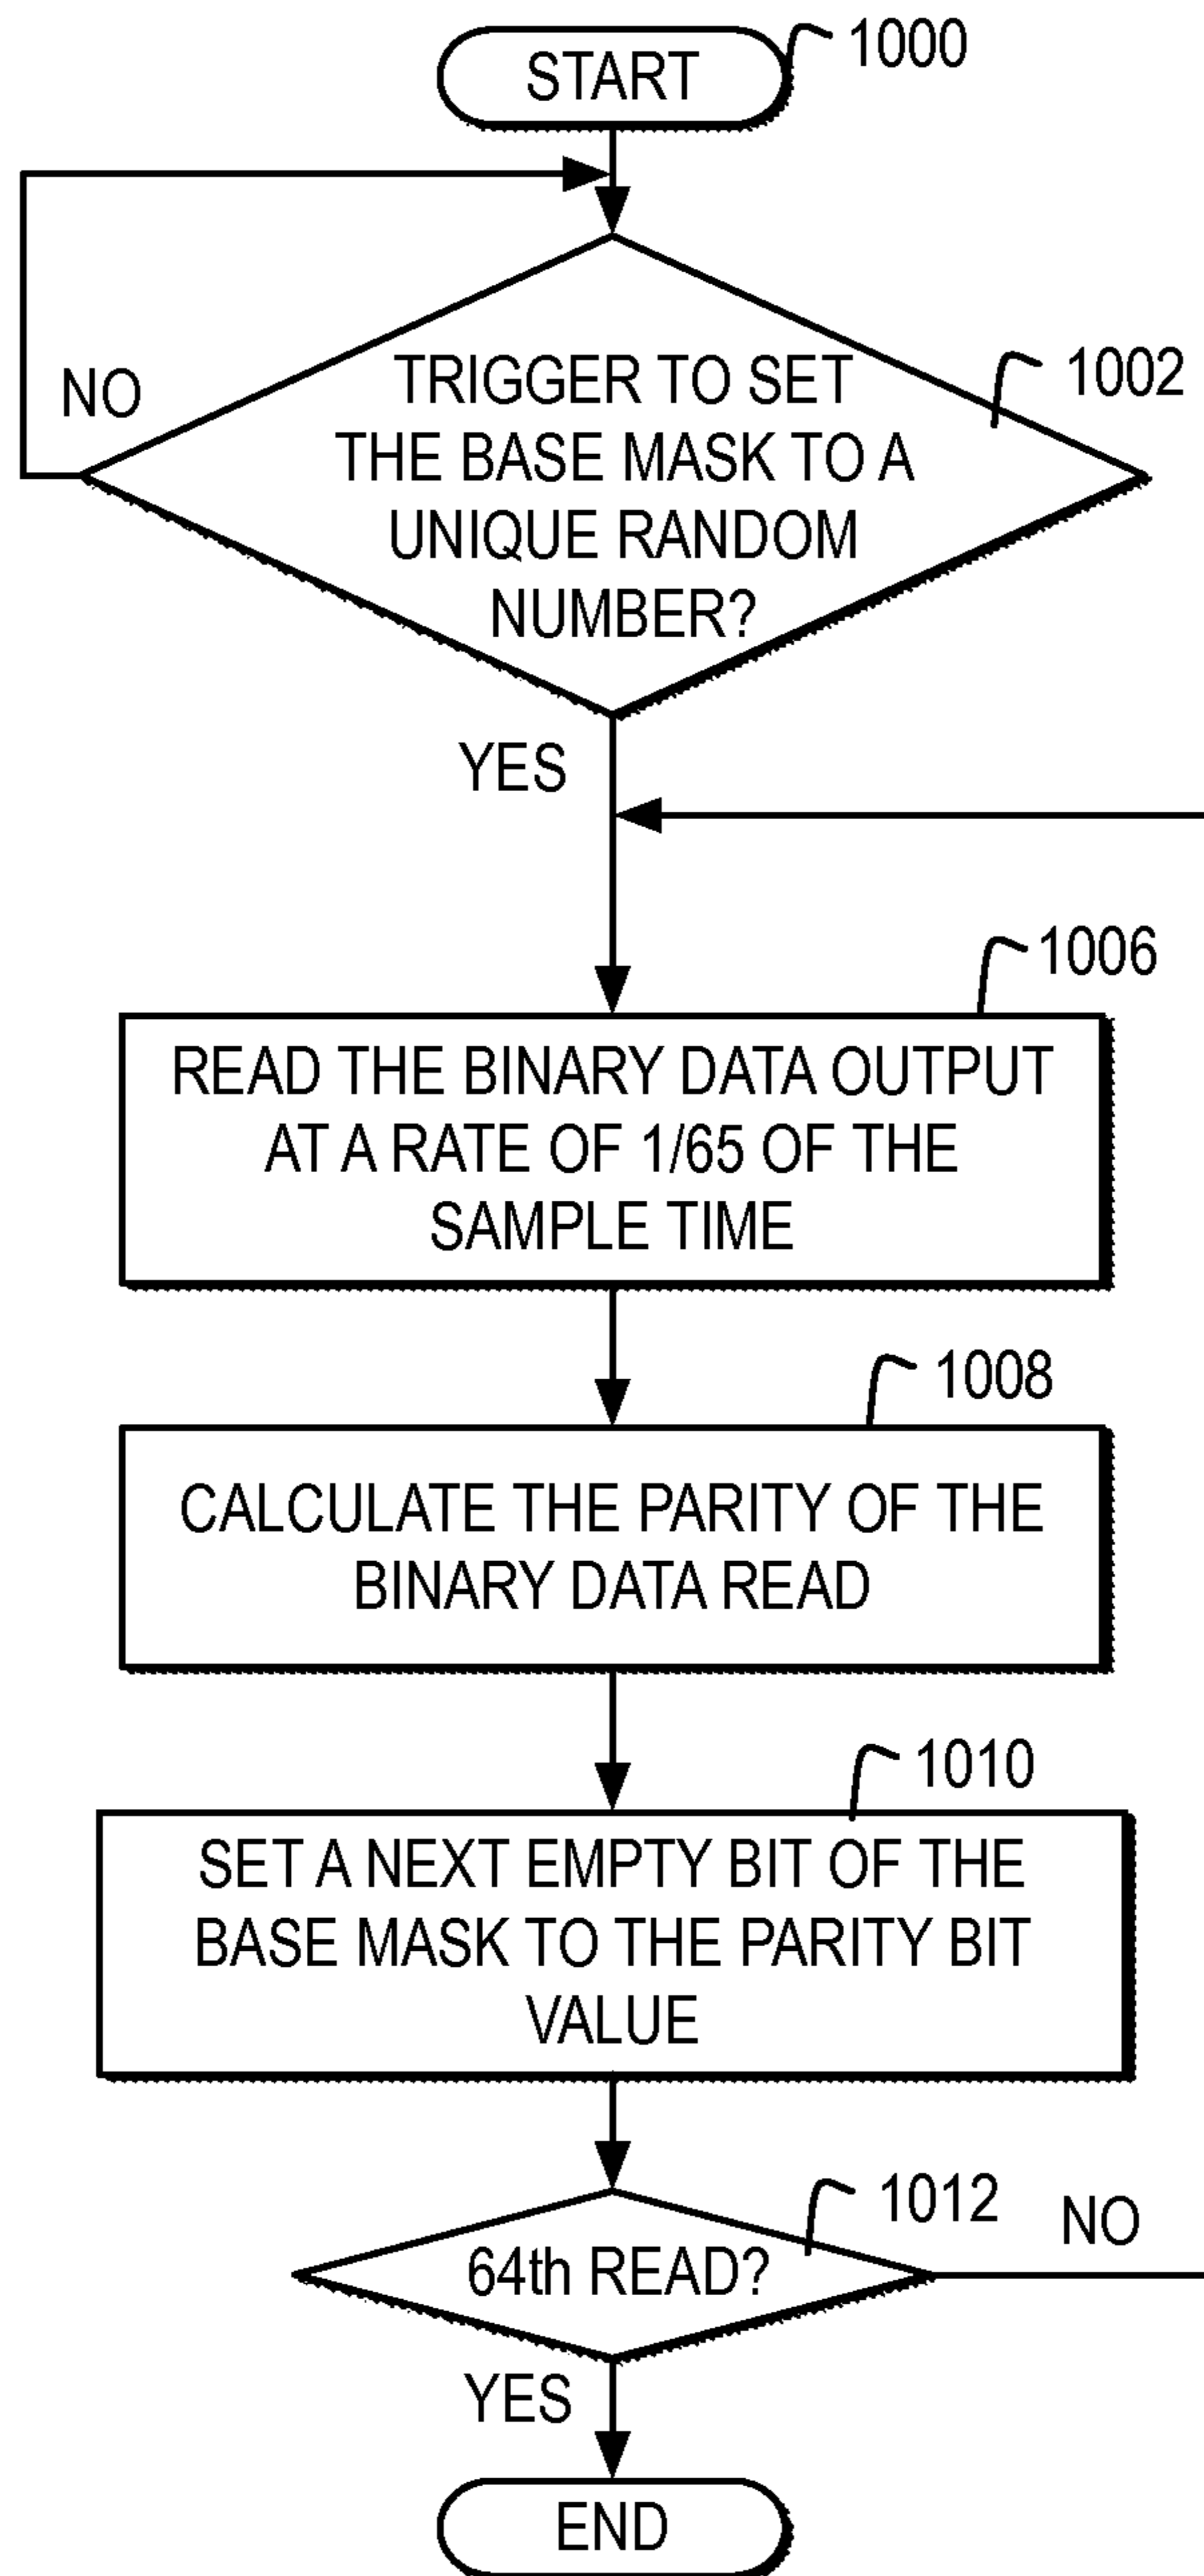 START
1000
NO
1002
TRIGGER TO SET
THE BASE MASK TO A
UNIQUE RANDOM
NUMBER?
YES
1006
READ THE BINARY DATA OUTPUT
AT A RATE OF 1/65 OF THE
SAMPLE TIME
1008
CALCULATE THE PARITY OF THE
BINARY DATA READ
1010
SET A NEXT EMPTY BIT OF THE
BASE MASK TO THE PARITY BIT
VALUE
1012
NO
64th READ?
YES
END